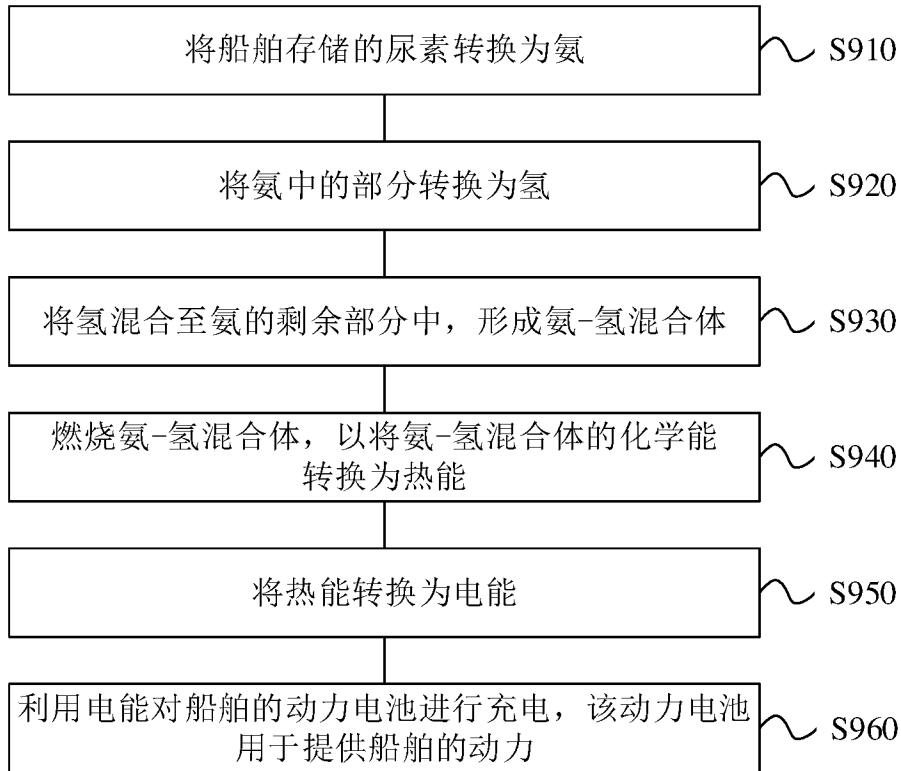 将船舶存储的尿素转换为氨
S910
将氨中的部分转换为氢
S920
将氢混合至氨的剩余部分中，形成氨-氢混合体
S930
燃烧氨-氢混合体，以将氨-氢混合体的化学能
转换为热能
S940
将热能转换为电能
S950
利用电能对船舶的动力电池进行充电，该动力电池
用于提供船舶的动力
S960